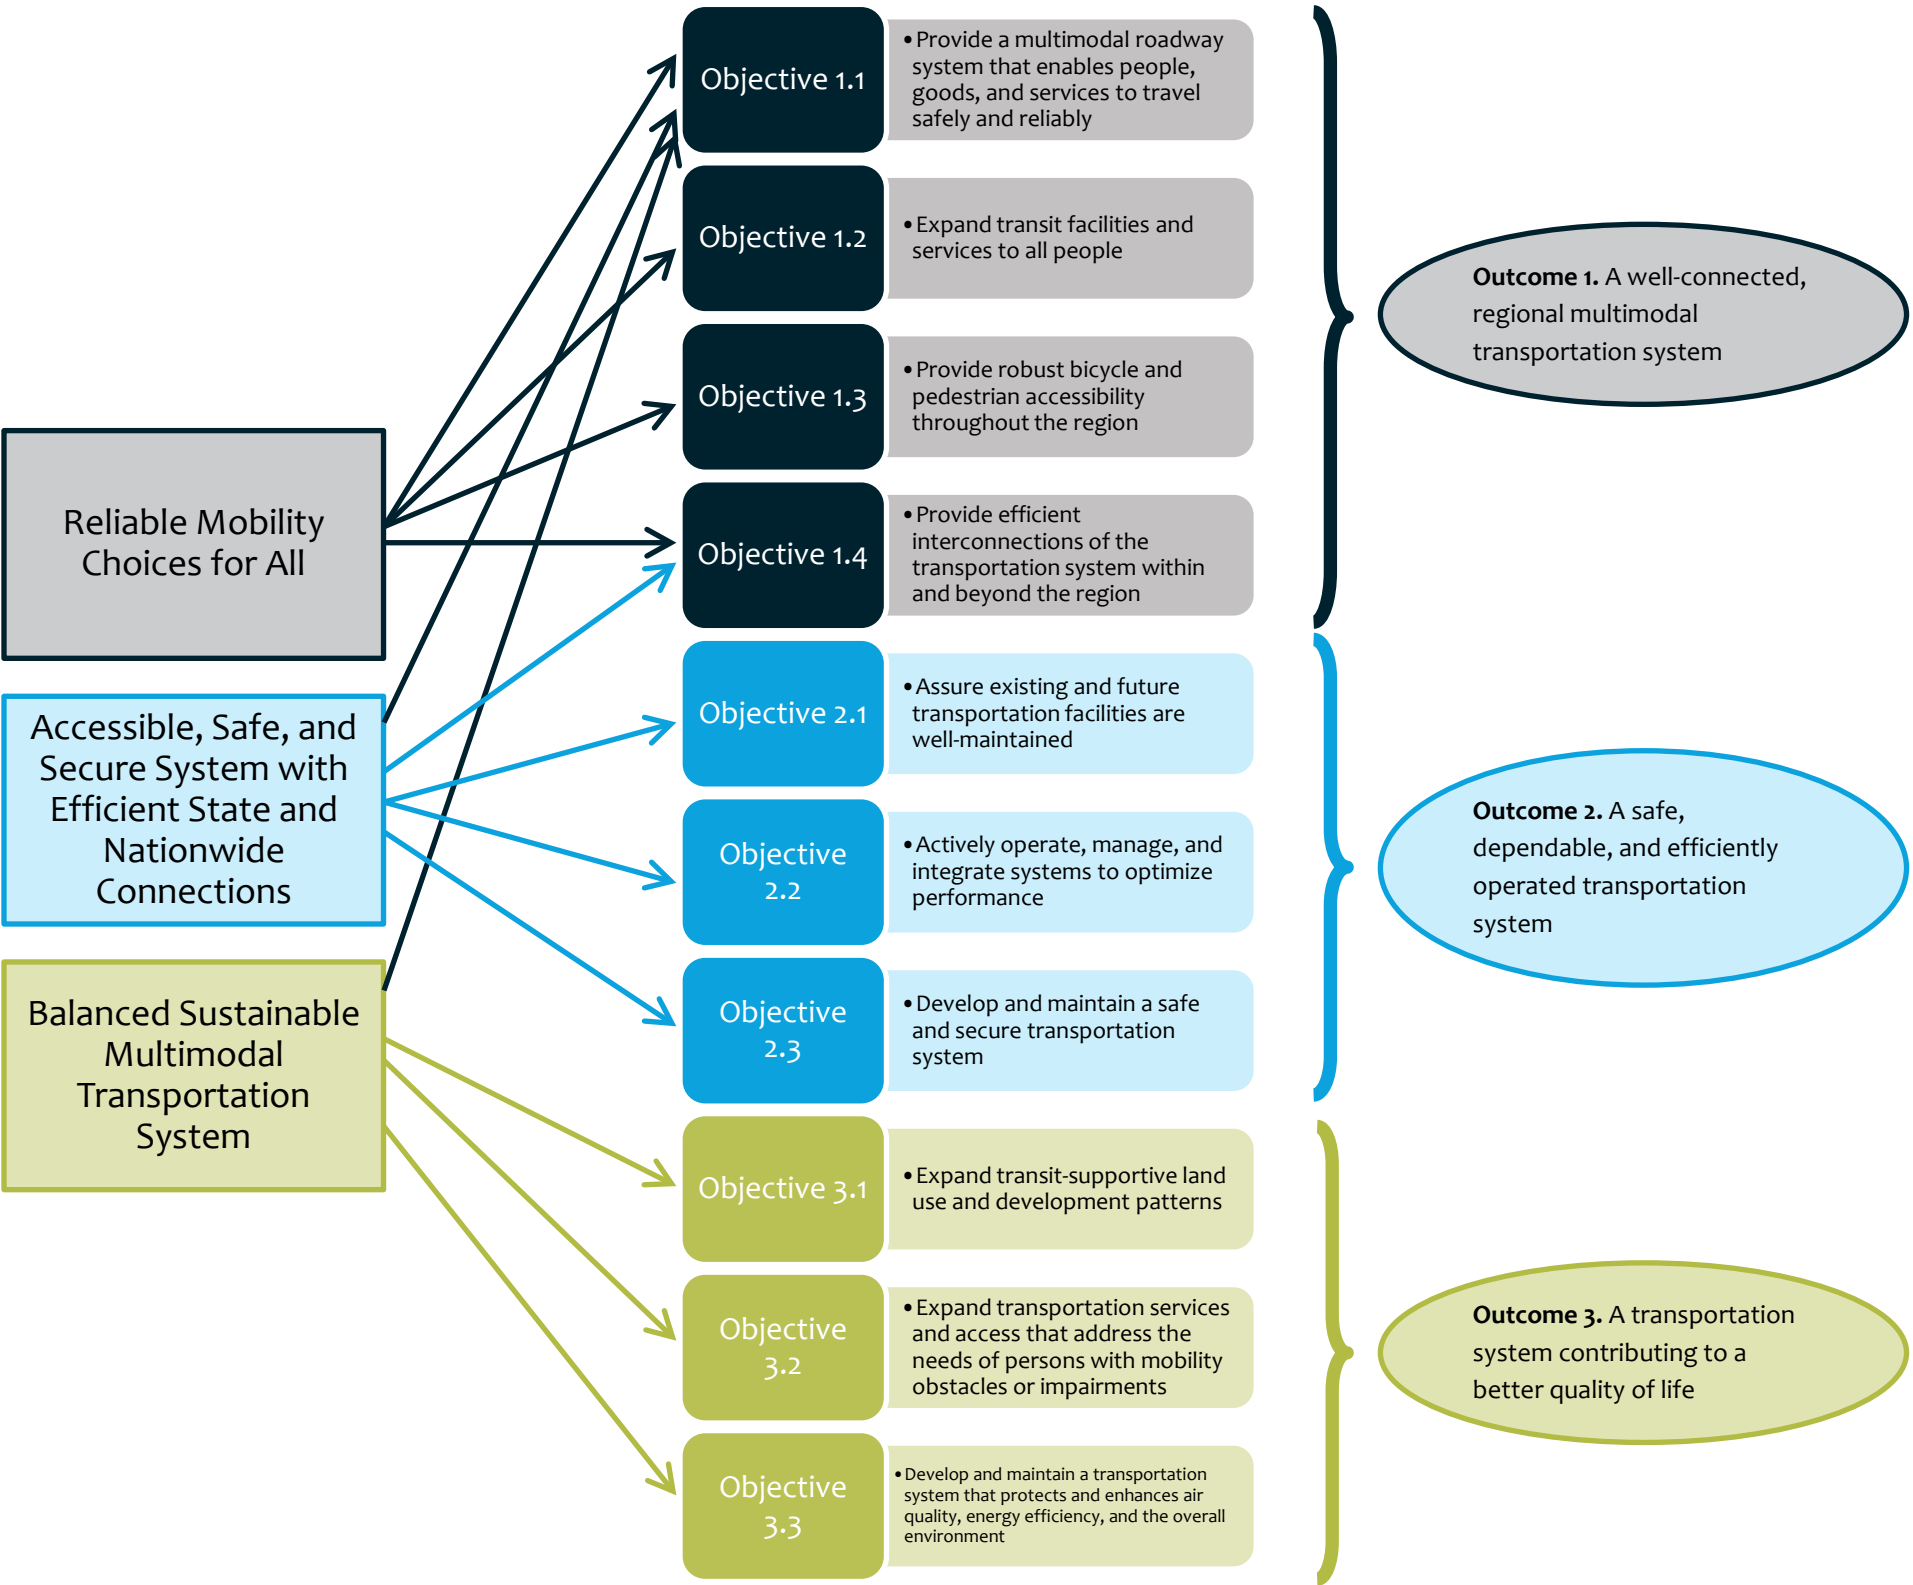 Reliable Mobility
Choices for All
Accessible, Safe, and
Secure System with
Efficient State and
Nationwide
Connections
Balanced Sustainable
Multimodal
Transportation
System
Objective 1.1
•Provide a multimodal roadway
system that enables people,
goods, and services to travel
safely and reliably
Objective 1.2
•Expand transit facilities and
services to all people
Objective 1.3
•Provide robust bicycle and
pedestrian accessibility
throughout the region
Objective 1.4
•Provide efficient
interconnections of the
transportation system within
and beyond the region
Objective 2.1
•Assure existing and future
transportation facilities are
well-maintained
Objective
2.2
•Actively operate, manage, and
integrate systems to optimize
performance
Objective
2.3
•Develop and maintain a safe
and secure transportation
system
Objective 3.1
•Expand transit-supportive land
use and development patterns
Objective
3.2
•Expand transportation services
and access that address the
needs of persons with mobility
obstacles or impairments
Objective
3.3
•Develop and maintain a transportation
system that protects and enhances air
quality, energy efficiency, and the overall
environment
Outcome 1. A well-connected,
regional multimodal
transportation system
Outcome 2. A safe,
dependable, and efficiently
operated transportation
system
Outcome 3. A transportation
system contributing to a
better quality of life